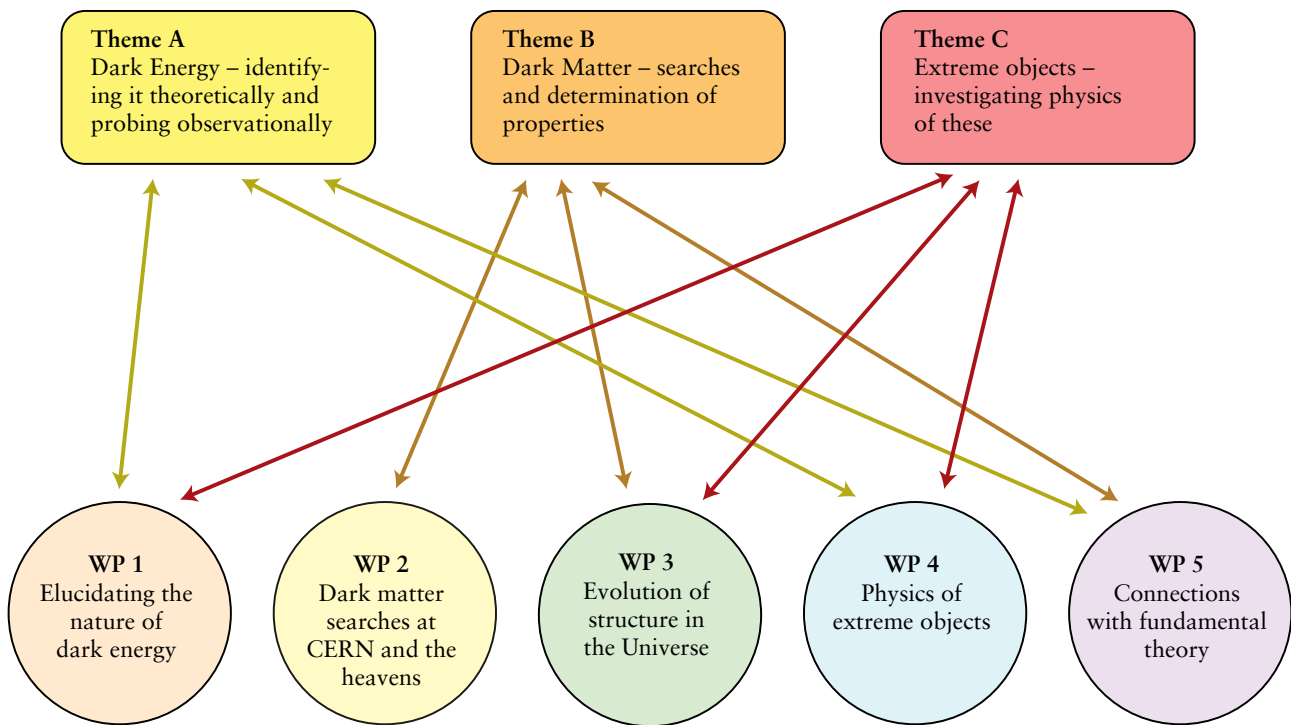 Theme A
Dark Energy – identify-
ing it theoretically and
probing observationally
Theme B
Dark Matter – searches
and determination of
properties
Theme C
Extreme objects –
investigating physics
of these
WP 1
Elucidating the
nature of
dark energy
WP 2
Dark matter
searches at
CERN and the
heavens
WP 3
Evolution of
structure in
the Universe
WP 4
Physics of
extreme objects
WP 5
Connections
with fundamental
theory